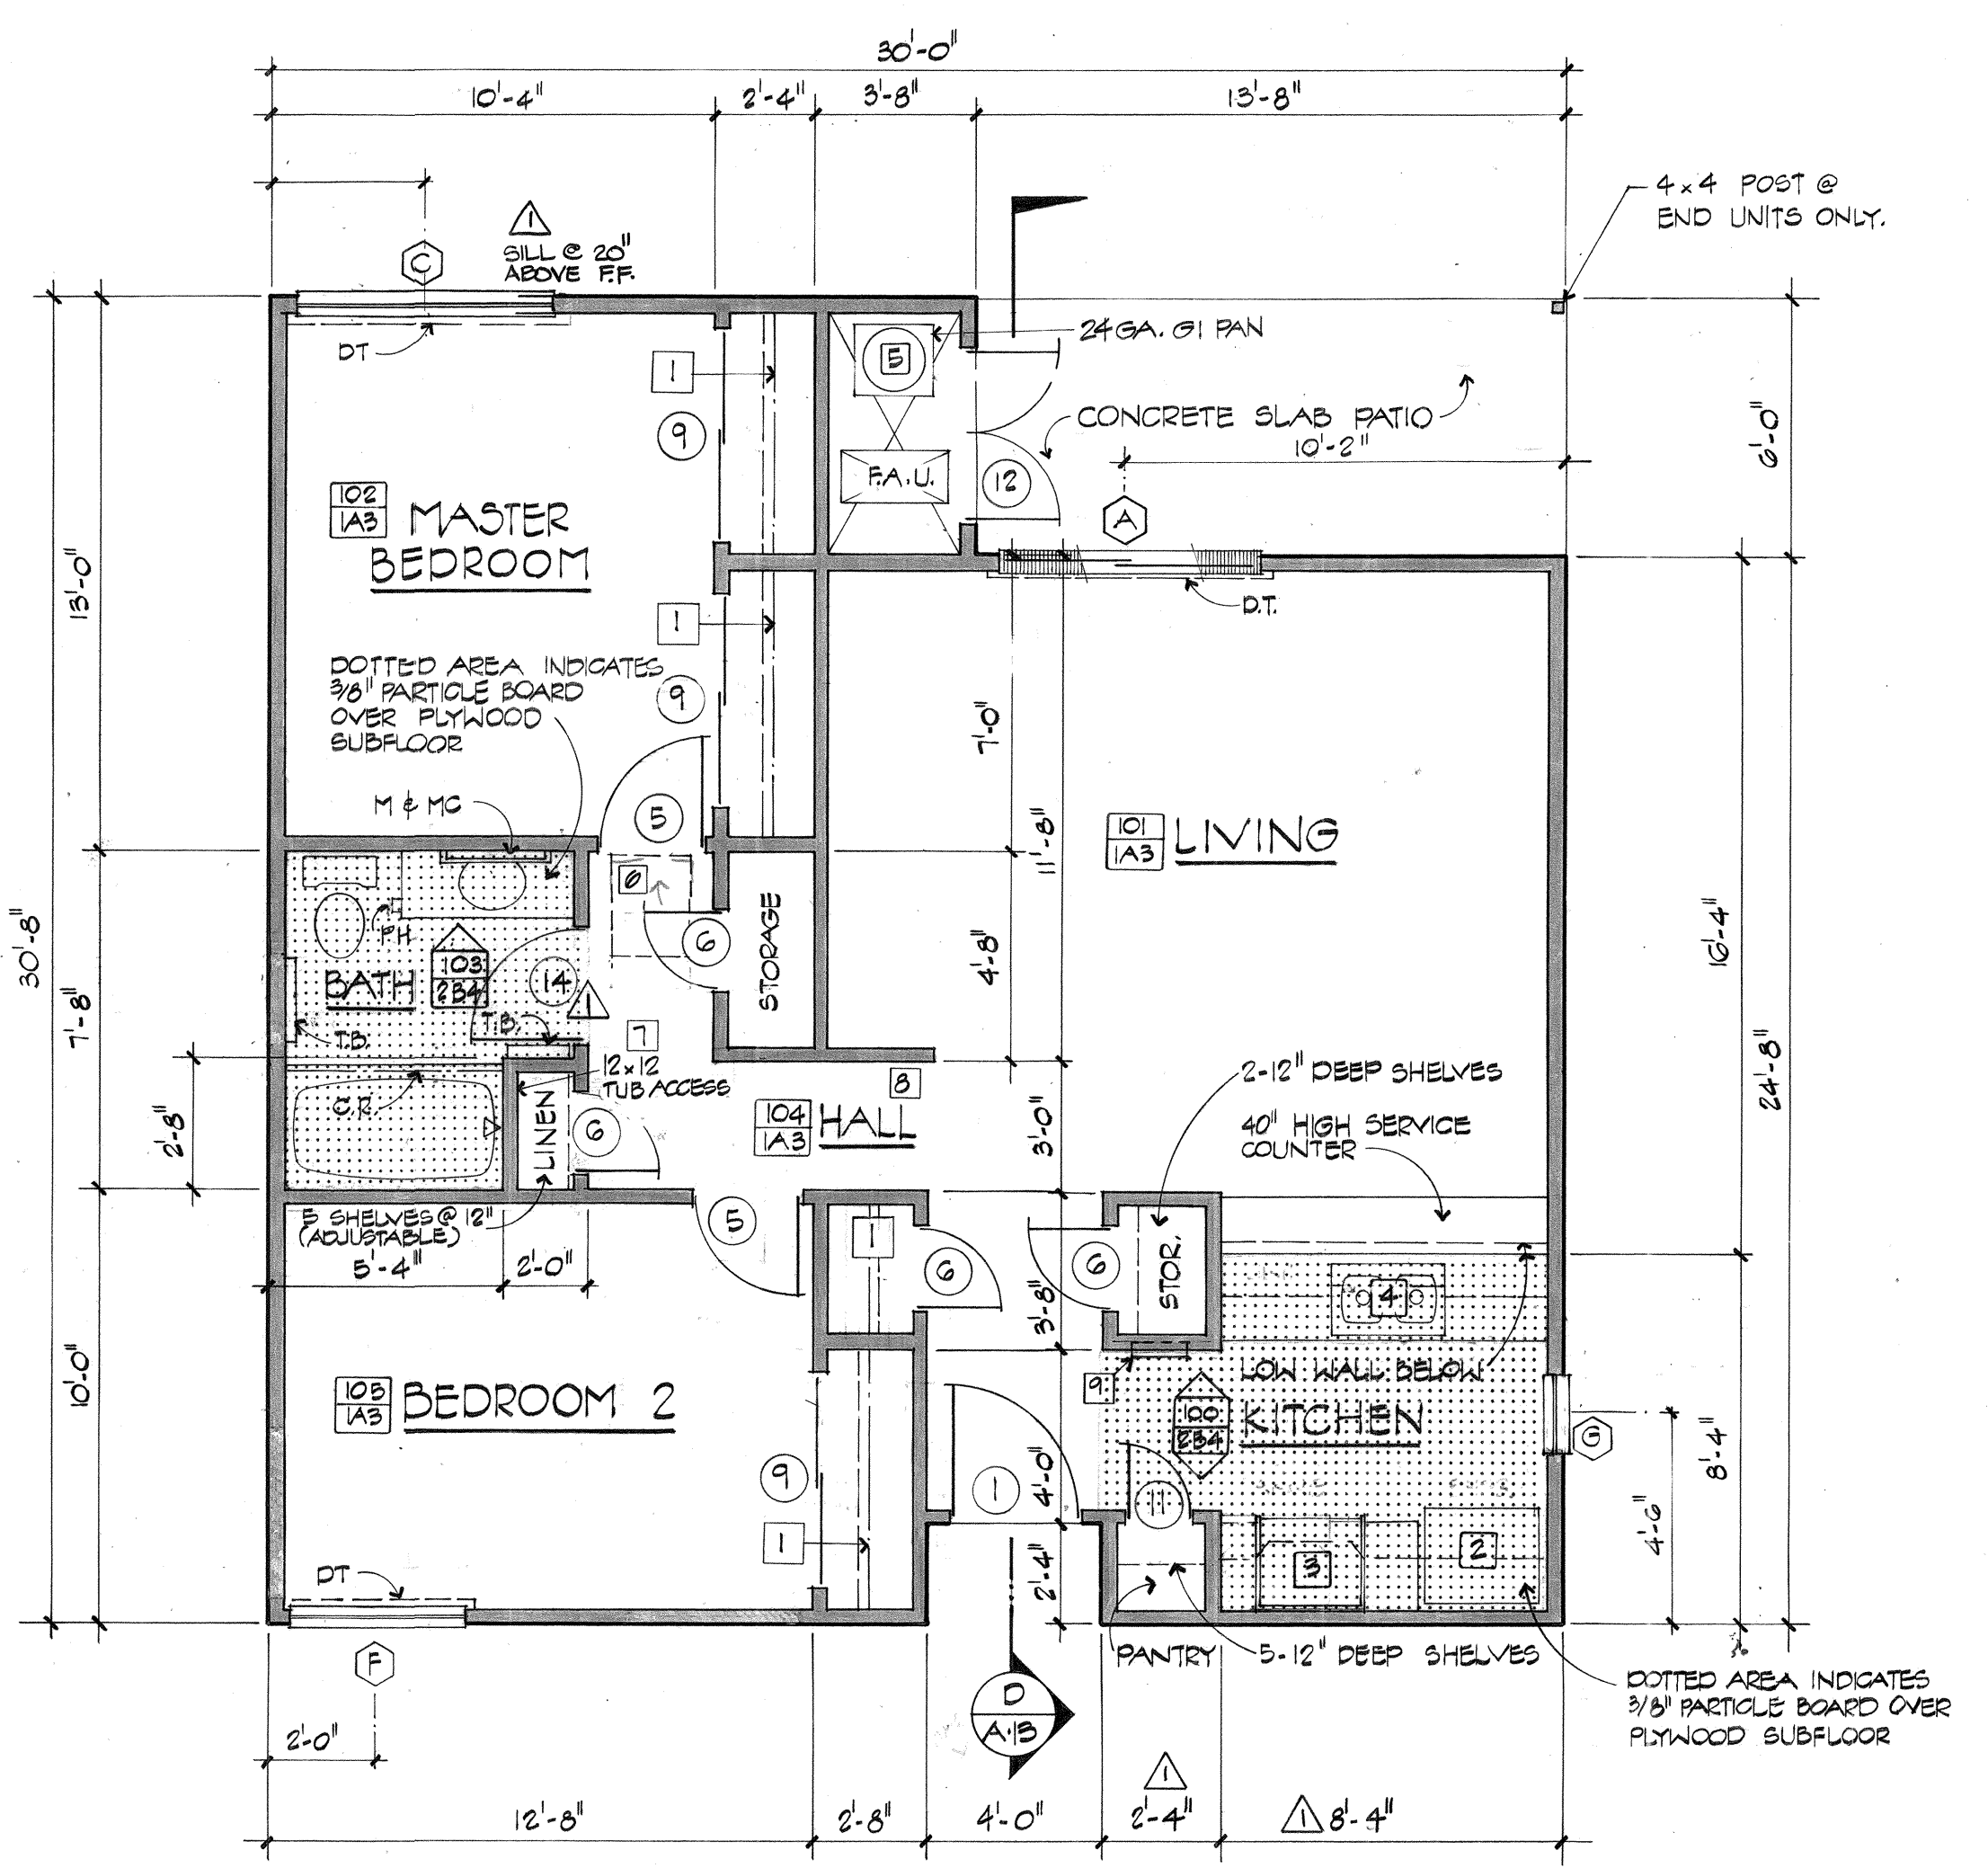 30'-0"
10'-4"
2'-4"
3'-8"
13'-8"
4x4 POST @
END UNITS ONLY.
1
SILL @ 20"
ABOVE F.F.
C
DT
1
5
24 GA. GI PAN
9
CONCRETE SLAB PATIO
10'-2"
6'-0"
F.A.U.
12
A
102
1A3
MASTER
BEDROOM
13'-0"
1
D.T.
DOTTED AREA INDICATES
3/8" PARTICLE BOARD
OVER PLYWOOD
SUBFLOOR
9
7'-0"
M & MC
5
11'-8"
101
1A3
LIVING
6
PH
6
STORAGE
4'-8"
16'-4"
30'-8"
BATH
103
2B4
14
1
7'-8"
T.B.
T.B.
7
12x12
TUB ACCESS
8
2-12" DEEP SHELVES
24'-8"
C.R.
LINEN
6
104
1A3
HALL
3'-0"
40" HIGH SERVICE
COUNTER
2'-8"
5 SHELVES @ 12"
(ADJUSTABLE)
5'-4"
2'-0"
5
1
6
6
STOR.
4
3'-8"
10'-0"
105
1A3
BEDROOM 2
LOW WALL BELOW
9
100
2B4
KITCHEN
G
8'-4"
9
1
4'-0"
11
4'-6"
1
3
2
DT
2'-4"
PANTRY
5-12" DEEP SHELVES
F
D
A-13
DOTTED AREA INDICATES
3/8" PARTICLE BOARD OVER
PLYWOOD SUBFLOOR
2'-0"
1
12'-8"
2'-8"
4'-0"
2'-4"
1
8'-4"